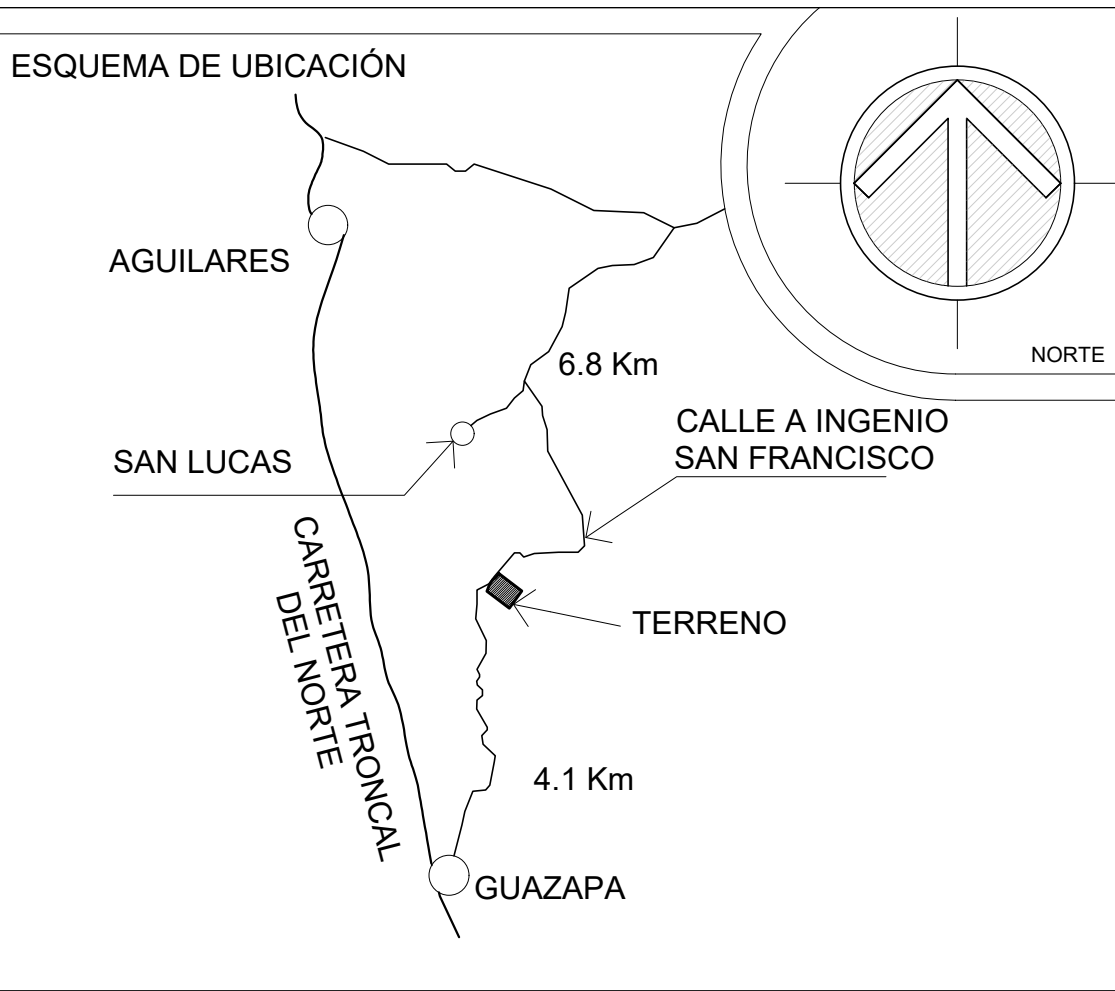 ESQUEMA DE UBICACIÓN
NORTE
AGUILARES
6.8 Km
CALLE A INGENIO
SAN FRANCISCO
SAN LUCAS
CARRETERA TRONCAL
DEL NORTE
TERRENO
4.1 Km
GUAZAPA